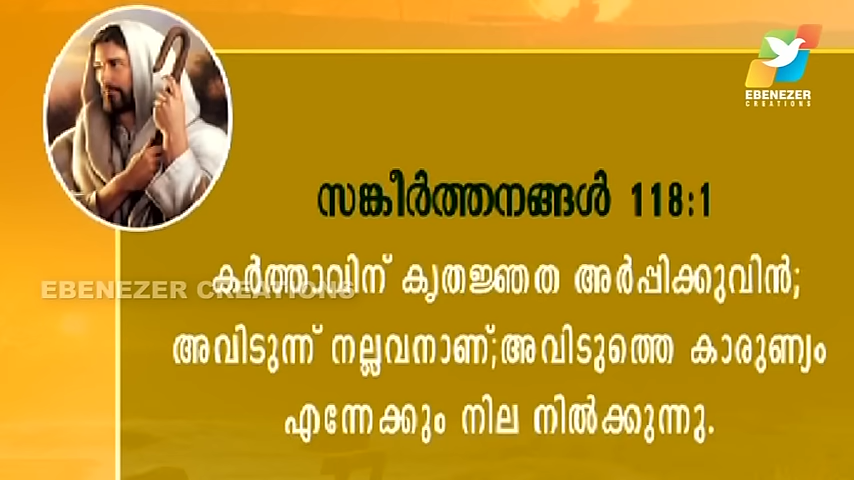 EBENEZER
CREATIONS
സങ്കീർത്തനങ്ങൾ 118:1
കർത്താവിന് കൃതജ്ഞത അർപ്പിക്കുവിൻ;
EBENEZER CREATIONS
അവിടുന്ന് നല്ലവനാണ്;അവിടുത്തെ കാരുണ്യം
എന്നേക്കും നില നിൽക്കുന്നു.